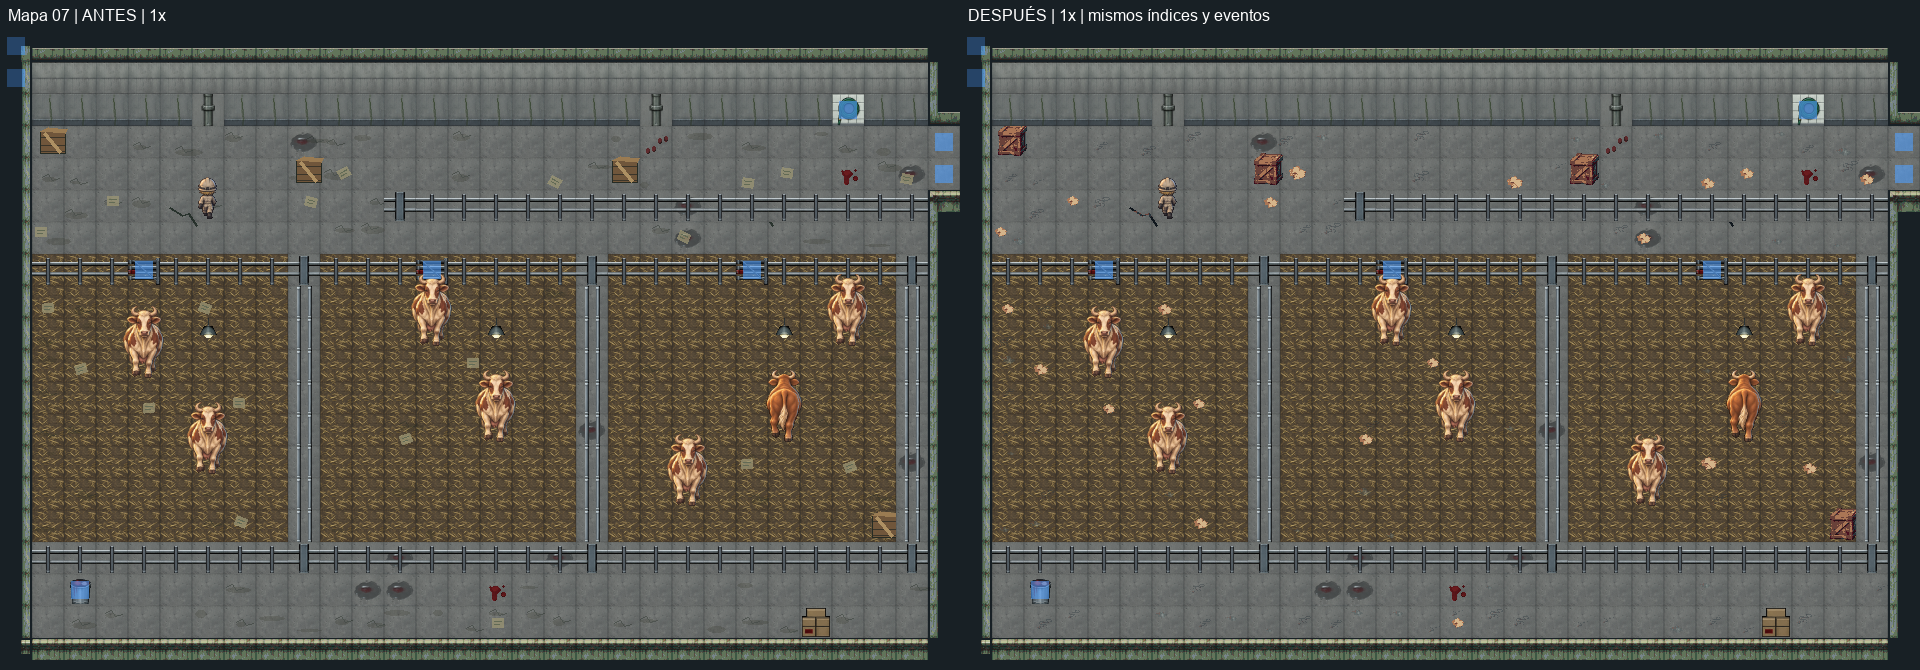 Mapa 07 | ANTES | 1x
DESPUÉS | 1x | mismos índices y eventos